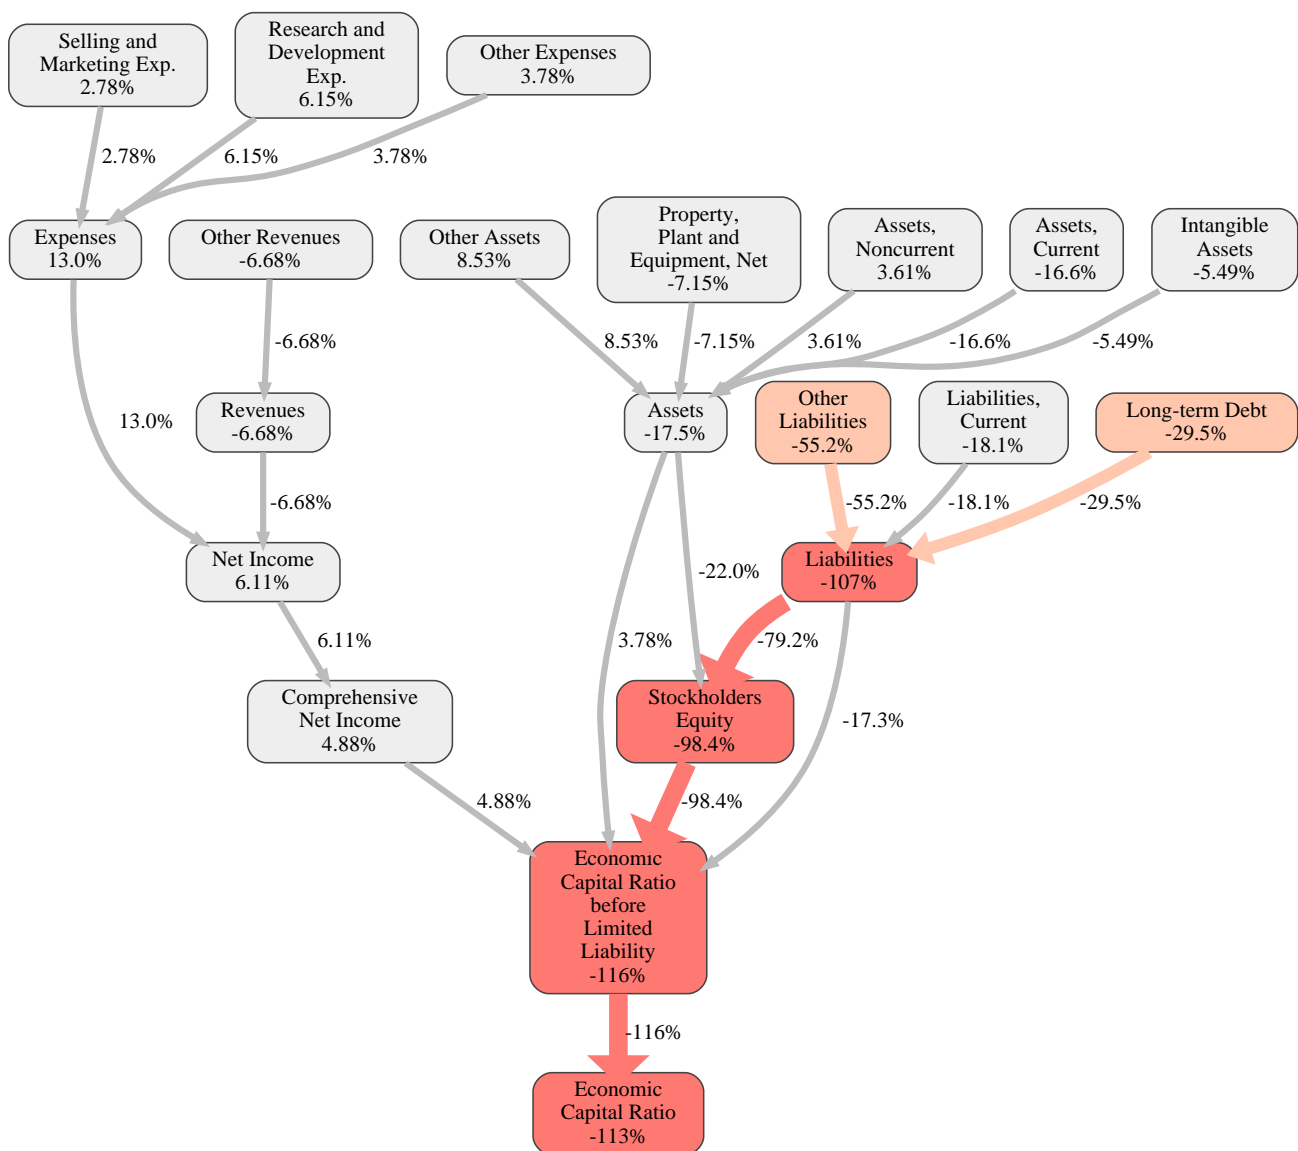 Selling and
Marketing Exp.
2.78%
Research and
Development
Exp.
6.15%
Other Expenses
3.78%
2.78%
6.15%
3.78%
Expenses
13.0%
Other Revenues
-6.68%
Other Assets
8.53%
Property,
Plant and
Equipment, Net
-7.15%
Assets,
Noncurrent
3.61%
Assets,
Current
-16.6%
Intangible
Assets
-5.49%
-6.68%
8.53%
-7.15%
3.61%
-16.6%
-5.49%
13.0%
Revenues
-6.68%
Assets
-17.5%
Other
Liabilities
-55.2%
Liabilities,
Current
-18.1%
Long-term Debt
-29.5%
-6.68%
-55.2%
-18.1%
-29.5%
Net Income
6.11%
-22.0%
Liabilities
-107%
6.11%
3.78%
-79.2%
Comprehensive
Net Income
4.88%
Stockholders
Equity
-98.4%
-17.3%
4.88%
-98.4%
Economic
Capital Ratio
before
Limited
Liability
-116%
-116%
Economic
Capital Ratio
-113%